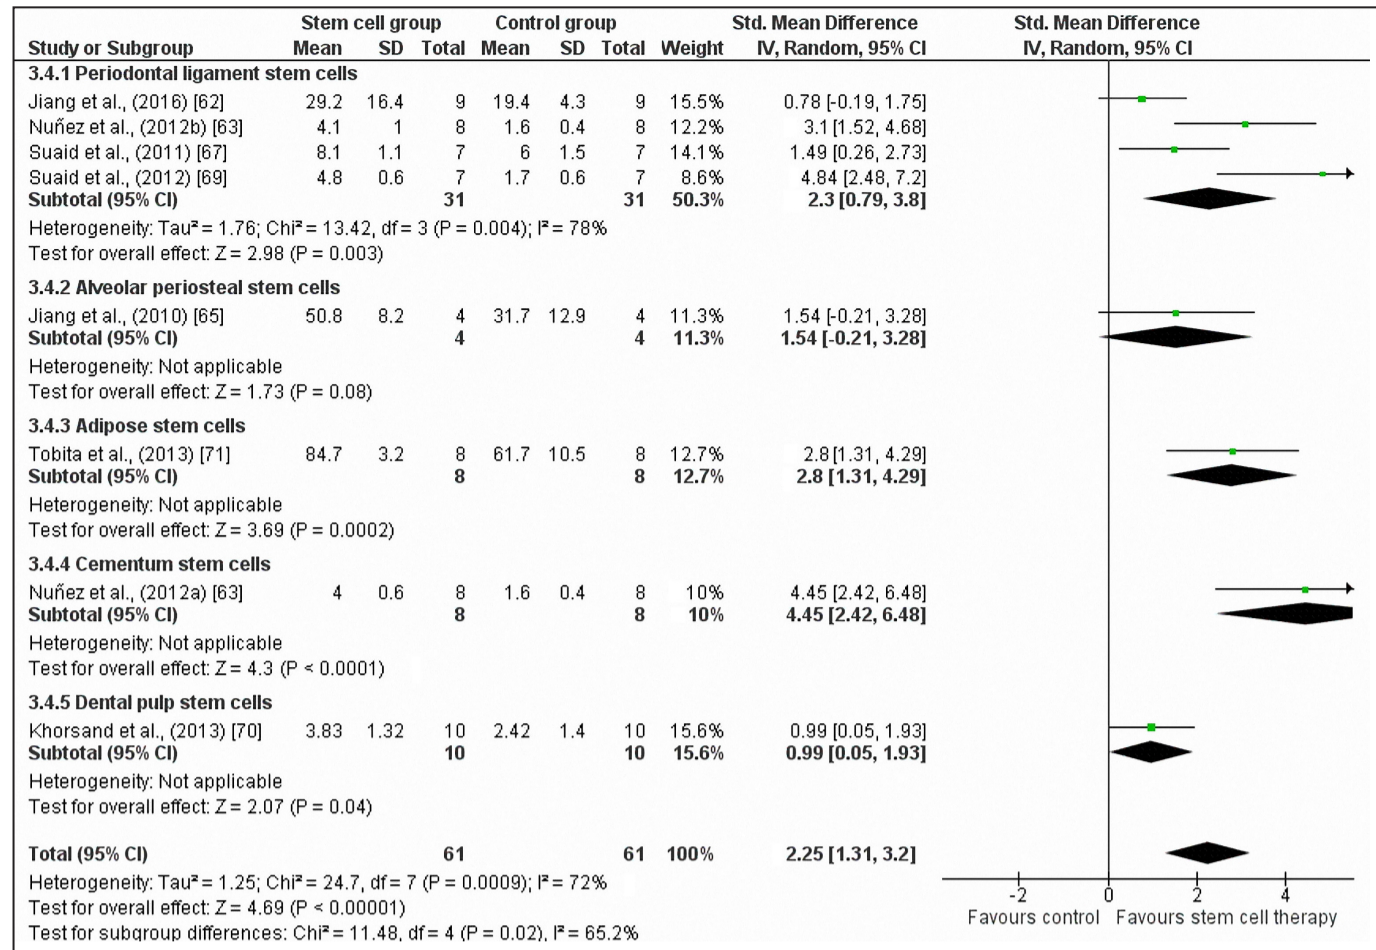 Stem cell group Control group Std. Mean Difference Std. Mean Difference
Study or Subgroup Mean SD Total Mean SD Total Weight IV, Random, 95% CI IV, Random, 95% CI
3.4.1 Periodontal ligament stem cells
Jiang et al., (2016) [62] 29.2 16.4 9 19.4 4.3 9 15.5% 0.78 [-0.19, 1.75]
Nuñez et al., (2012b) [63] 4.1 1 8 1.6 0.4 8 12.2% 3.1 [1.52, 4.68]
Suaid et al., (2011) [67] 8.1 1.1 7 6 1.5 7 14.1% 1.49 [0.26, 2.73]
Suaid et al., (2012) [69] 4.8 0.6 7 1.7 0.6 7 8.6% 4.84 [2.48, 7.2]
Subtotal (95% CI) 31 31 50.3% 2.3 [0.79, 3.8]
Heterogeneity: Tau² = 1.76; Chi² = 13.42, df = 3 (P = 0.004); I² = 78%
Test for overall effect: Z = 2.98 (P = 0.003)
3.4.2 Alveolar periosteal stem cells
Jiang et al., (2010) [65] 50.8 8.2 4 31.7 12.9 4 11.3% 1.54 [-0.21, 3.28]
Subtotal (95% CI) 4 4 11.3% 1.54 [-0.21, 3.28]
Heterogeneity: Not applicable
Test for overall effect: Z = 1.73 (P = 0.08)
3.4.3 Adipose stem cells
Tobita et al., (2013) [71] 84.7 3.2 8 61.7 10.5 8 12.7% 2.8 [1.31, 4.29]
Subtotal (95% CI) 8 8 12.7% 2.8 [1.31, 4.29]
Heterogeneity: Not applicable
Test for overall effect: Z = 3.69 (P = 0.0002)
3.4.4 Cementum stem cells
Nuñez et al., (2012a) [63] 4 0.6 8 1.6 0.4 8 10% 4.45 [2.42, 6.48]
Subtotal (95% CI) 8 8 10% 4.45 [2.42, 6.48]
Heterogeneity: Not applicable
Test for overall effect: Z = 4.3 (P < 0.0001)
3.4.5 Dental pulp stem cells
Khorsand et al., (2013) [70] 3.83 1.32 10 2.42 1.4 10 15.6% 0.99 [0.05, 1.93]
Subtotal (95% CI) 10 10 15.6% 0.99 [0.05, 1.93]
Heterogeneity: Not applicable
Test for overall effect: Z = 2.07 (P = 0.04)
Total (95% CI) 61 61 100% 2.25 [1.31, 3.2]
Heterogeneity: Tau² = 1.25; Chi² = 24.7, df = 7 (P = 0.0009); I² = 72%
Test for overall effect: Z = 4.69 (P < 0.00001)
Test for subgroup differences: Chi² = 11.48, df = 4 (P = 0.02), I² = 65.2%
-2 0 2 4
Favours control Favours stem cell therapy